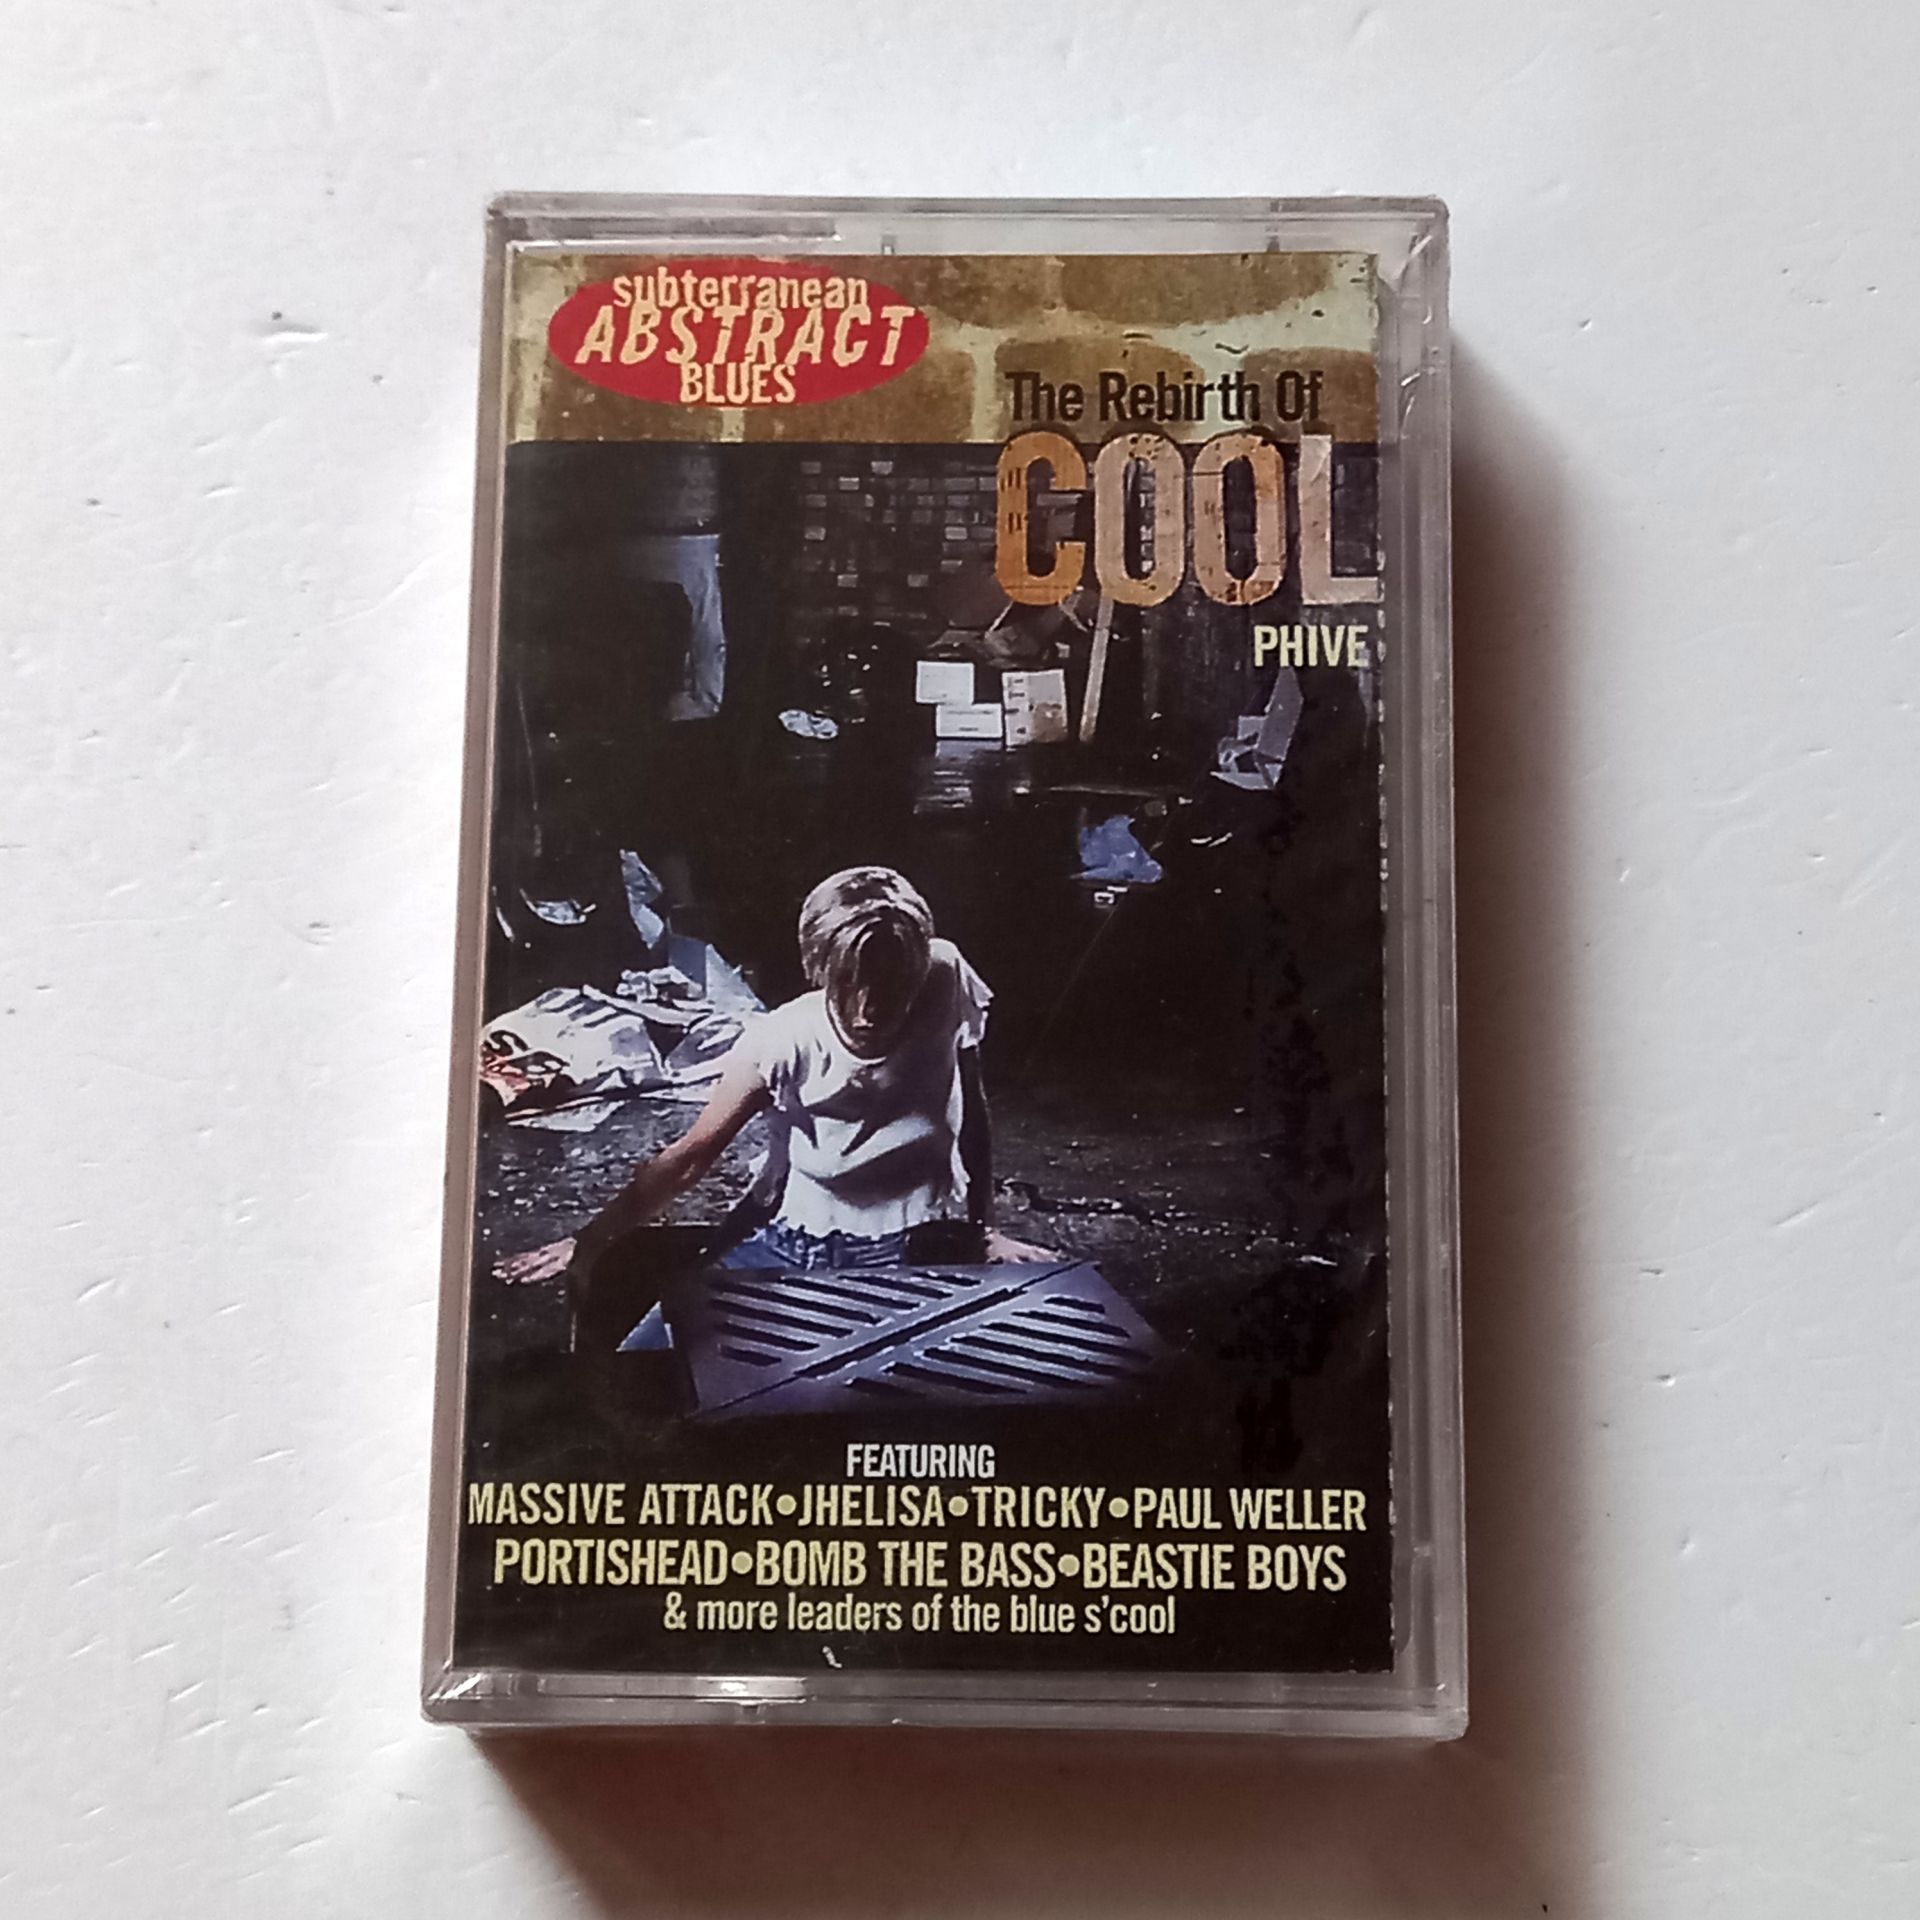 subterranean
ABSTRACT
BLUES
The Rebirth Of
COOL
PHIVE
FEATURING
MASSIVE ATTACK•JHELISA•TRICKY•PAUL WELLER
PORTISHEAD•BOMB THE BASS•BEASTIE BOYS
& more leaders of the blue s'cool